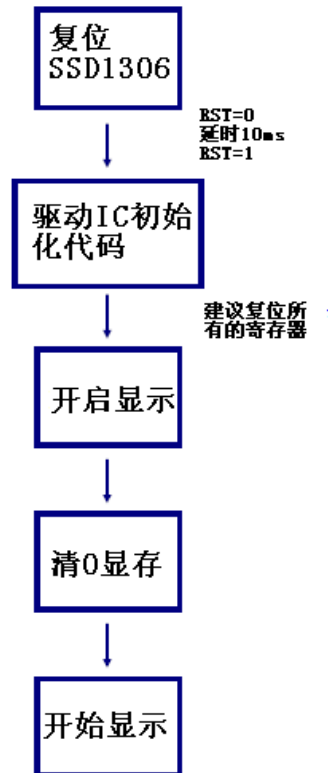 复位
SSD1306
RST=0
延时10ms
RST=1
驱动IC初始
化代码
建议复位所
有的寄存器
开启显示
清0显存
开始显示